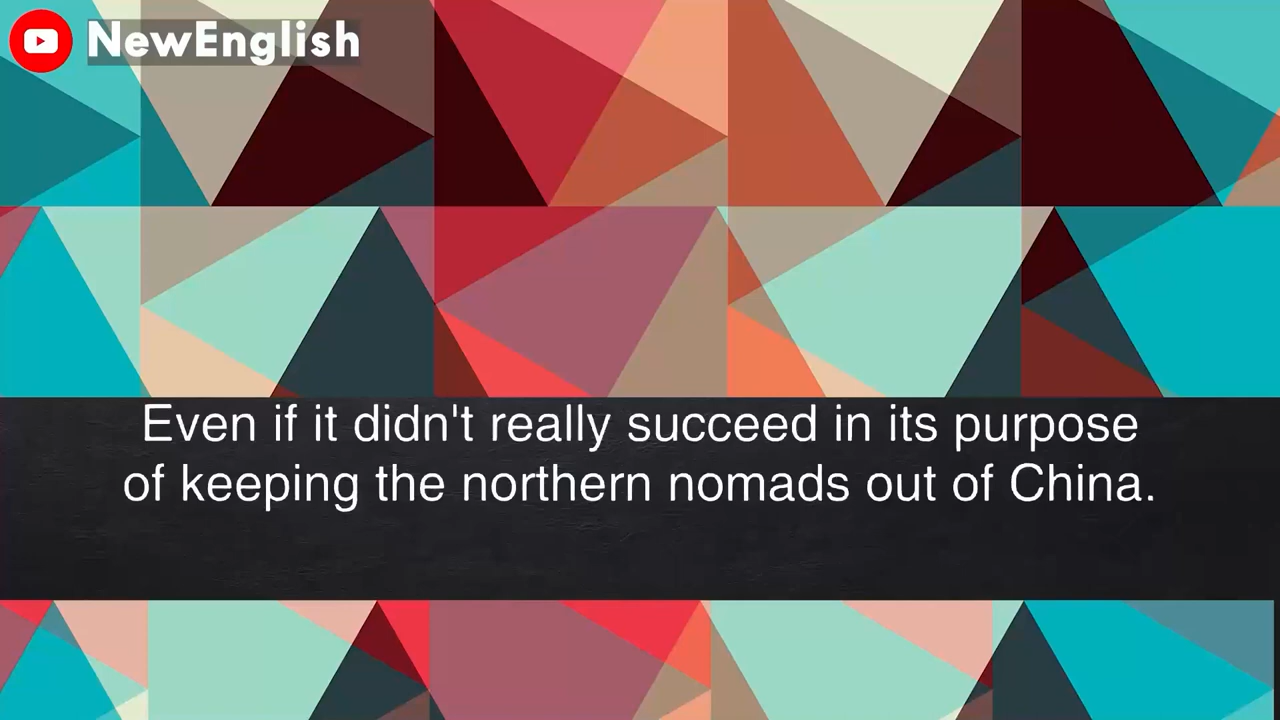 NewEnglish
Even if it didn't really succeed in its purpose
of keeping the northern nomads out of China.